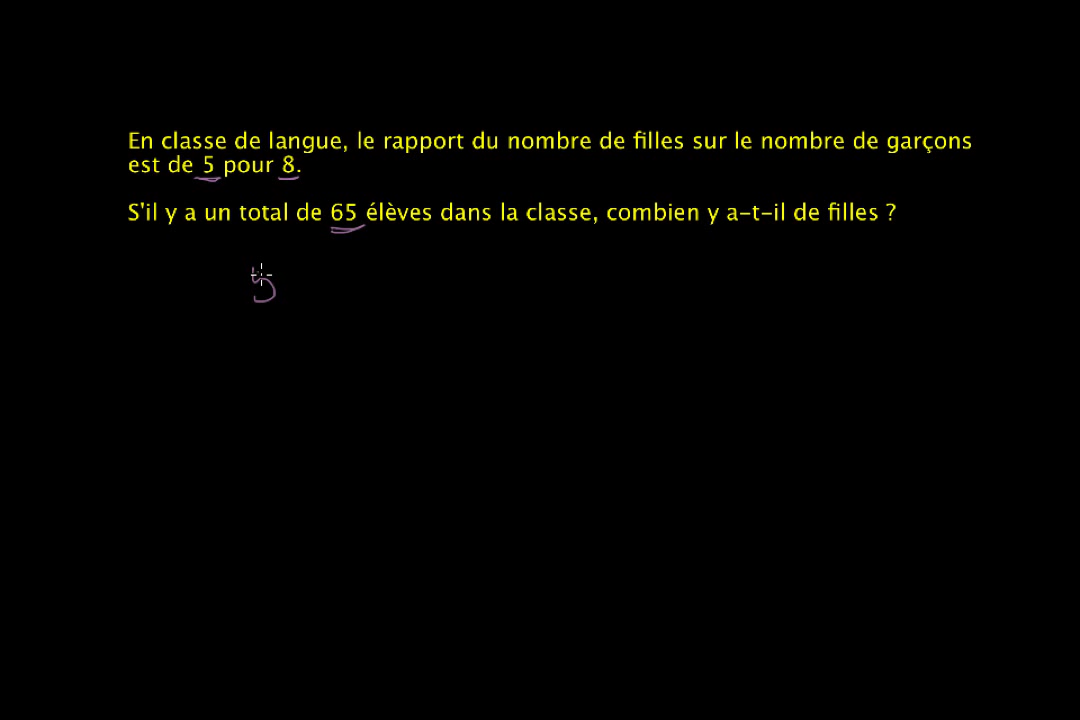 En classe de langue, le rapport du nombre de filles sur le nombre de garçons
est de 5 pour 8.
S'il y a un total de 65 élèves dans la classe, combien y a-t-il de filles ?
5